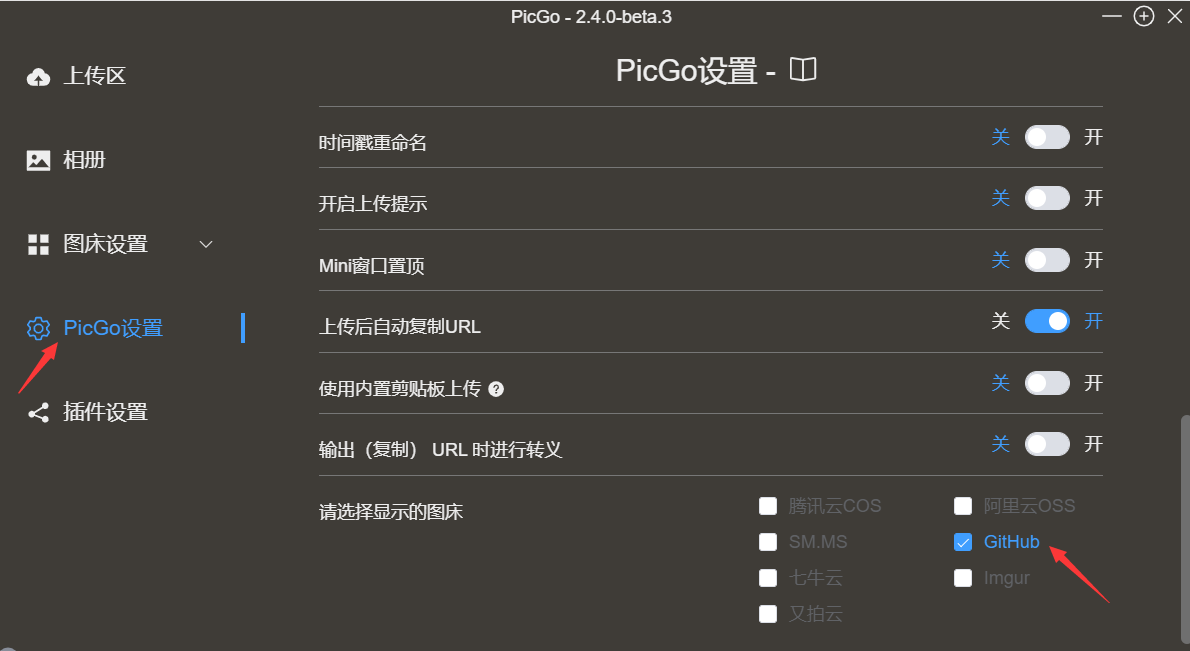 PicGo - 2.4.0-beta.3
上传区
相册
图床设置
PicGo设置
插件设置
PicGo设置 -
时间戳重命名 关 开
开启上传提示 关 开
Mini窗口置顶 关 开
上传后自动复制URL 关 开
使用内置剪贴板上传 ? 关 开
输出（复制） URL 时进行转义 关 开
请选择显示的图床 腾讯云COS 阿里云OSS
SM.MS GitHub
七牛云 Imgur
又拍云